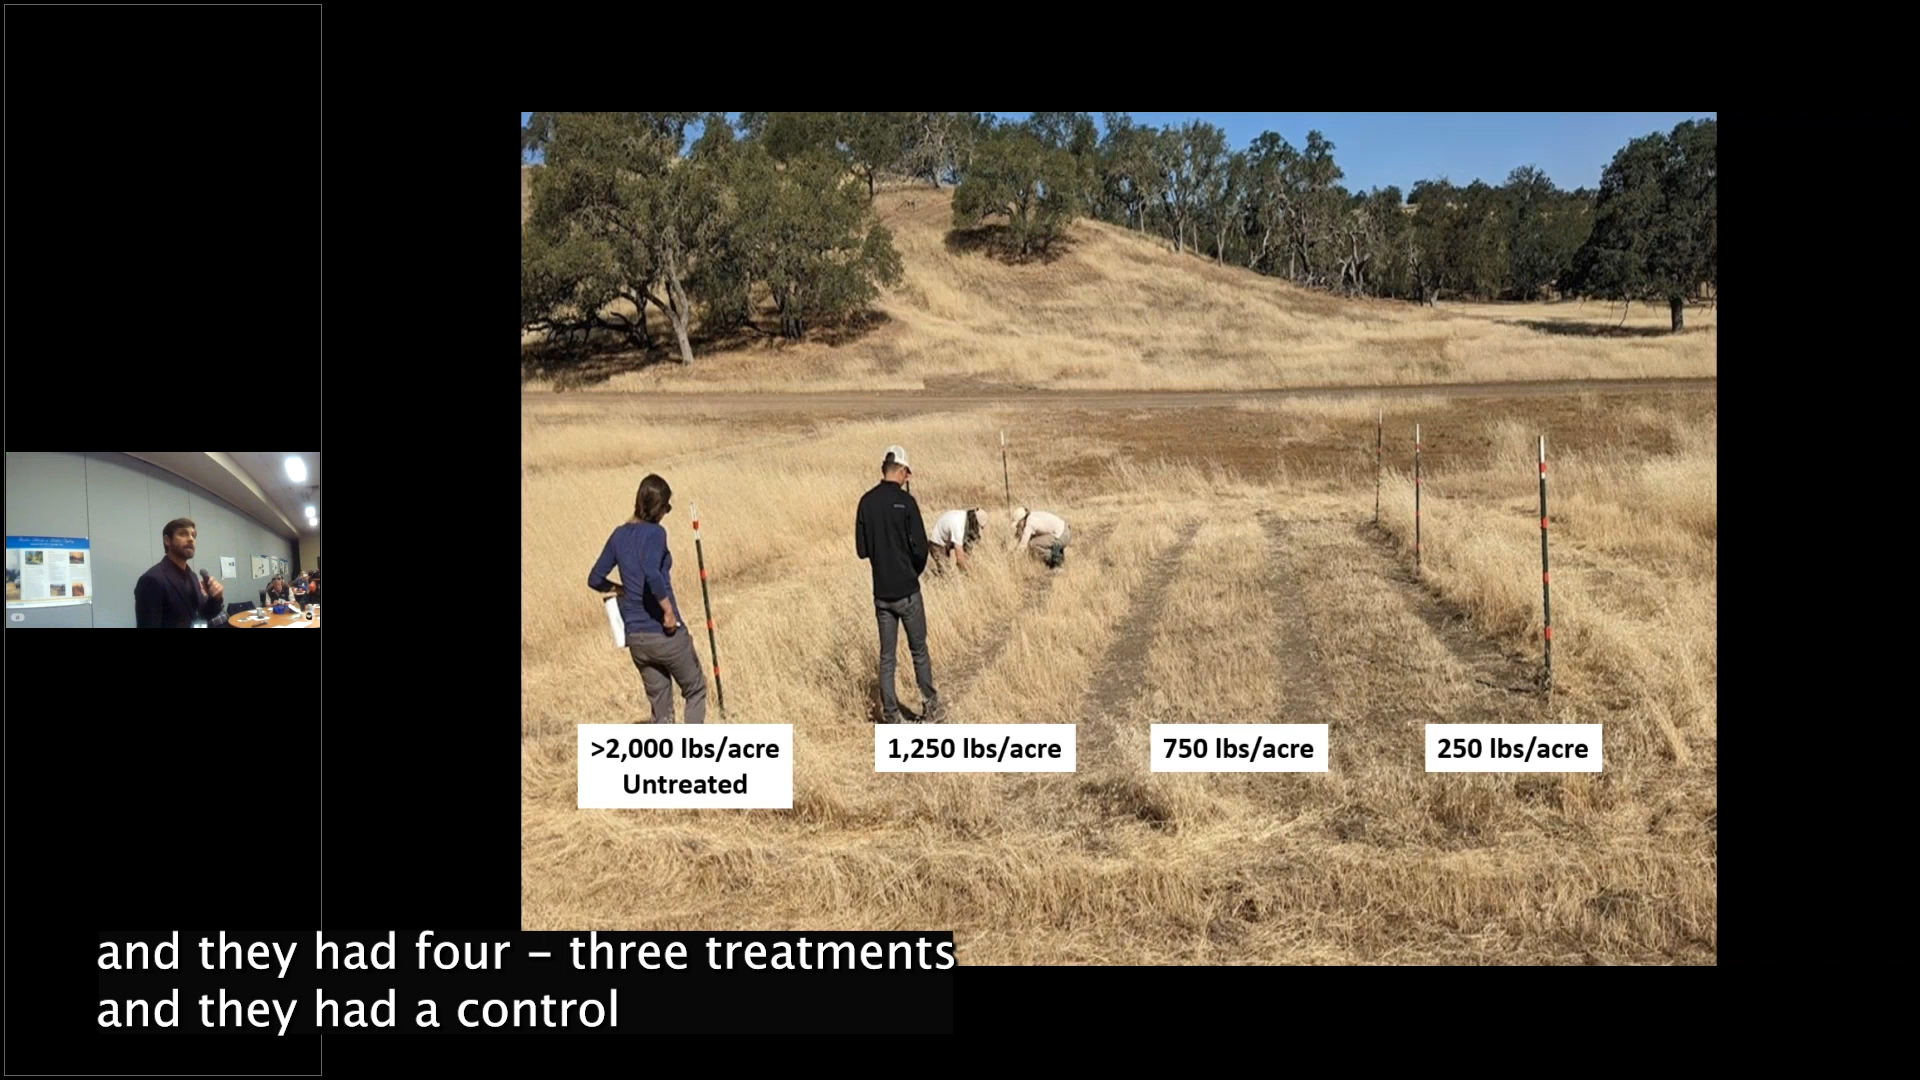 >2,000 lbs/acre
Untreated
1,250 lbs/acre
750 lbs/acre
250 lbs/acre
and they had four – three treatments
and they had a control